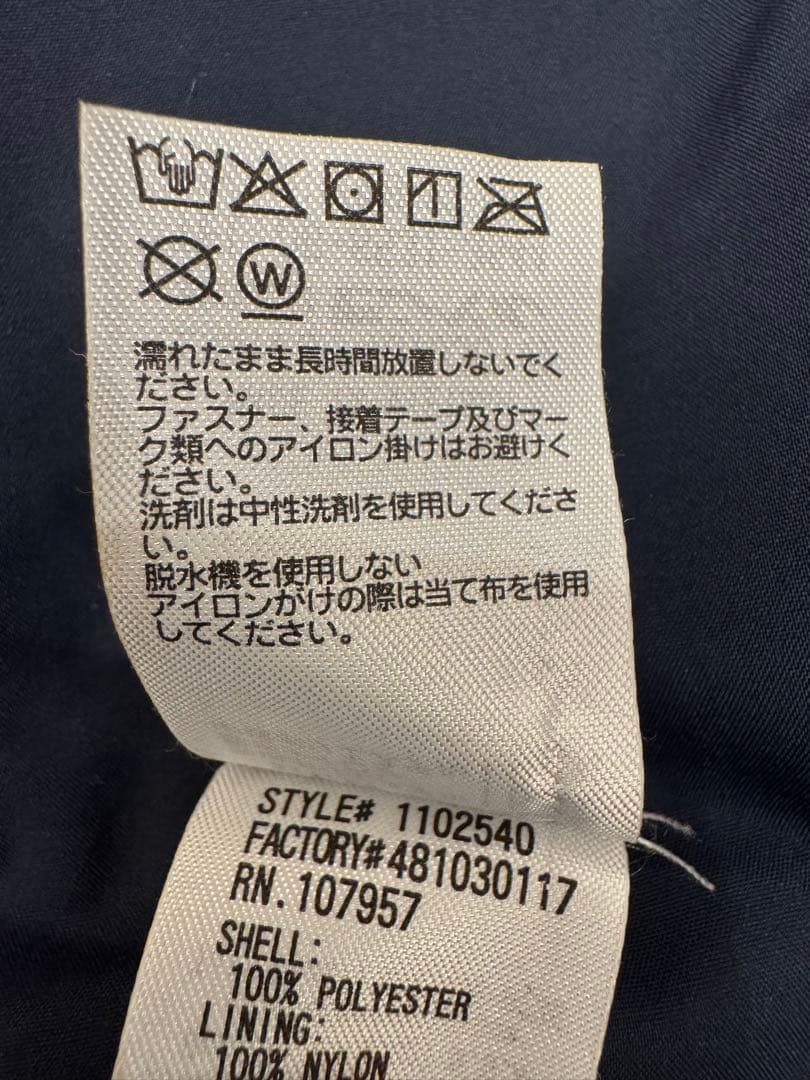 W
濡れたまま長時間放置しないでく
ださい。
ファスナー、接着テープ及びマー
ク類へのアイロン掛けはお避けく
ださい。
洗剤は中性洗剤を使用してくださ
い。
脱水機を使用しない
アイロンがけの際は当て布を使用
してください。
STYLE# 1102540
FACTORY#481030117
RN.107957
SHELL:
100% POLYESTER
LINING:
100% NYLON